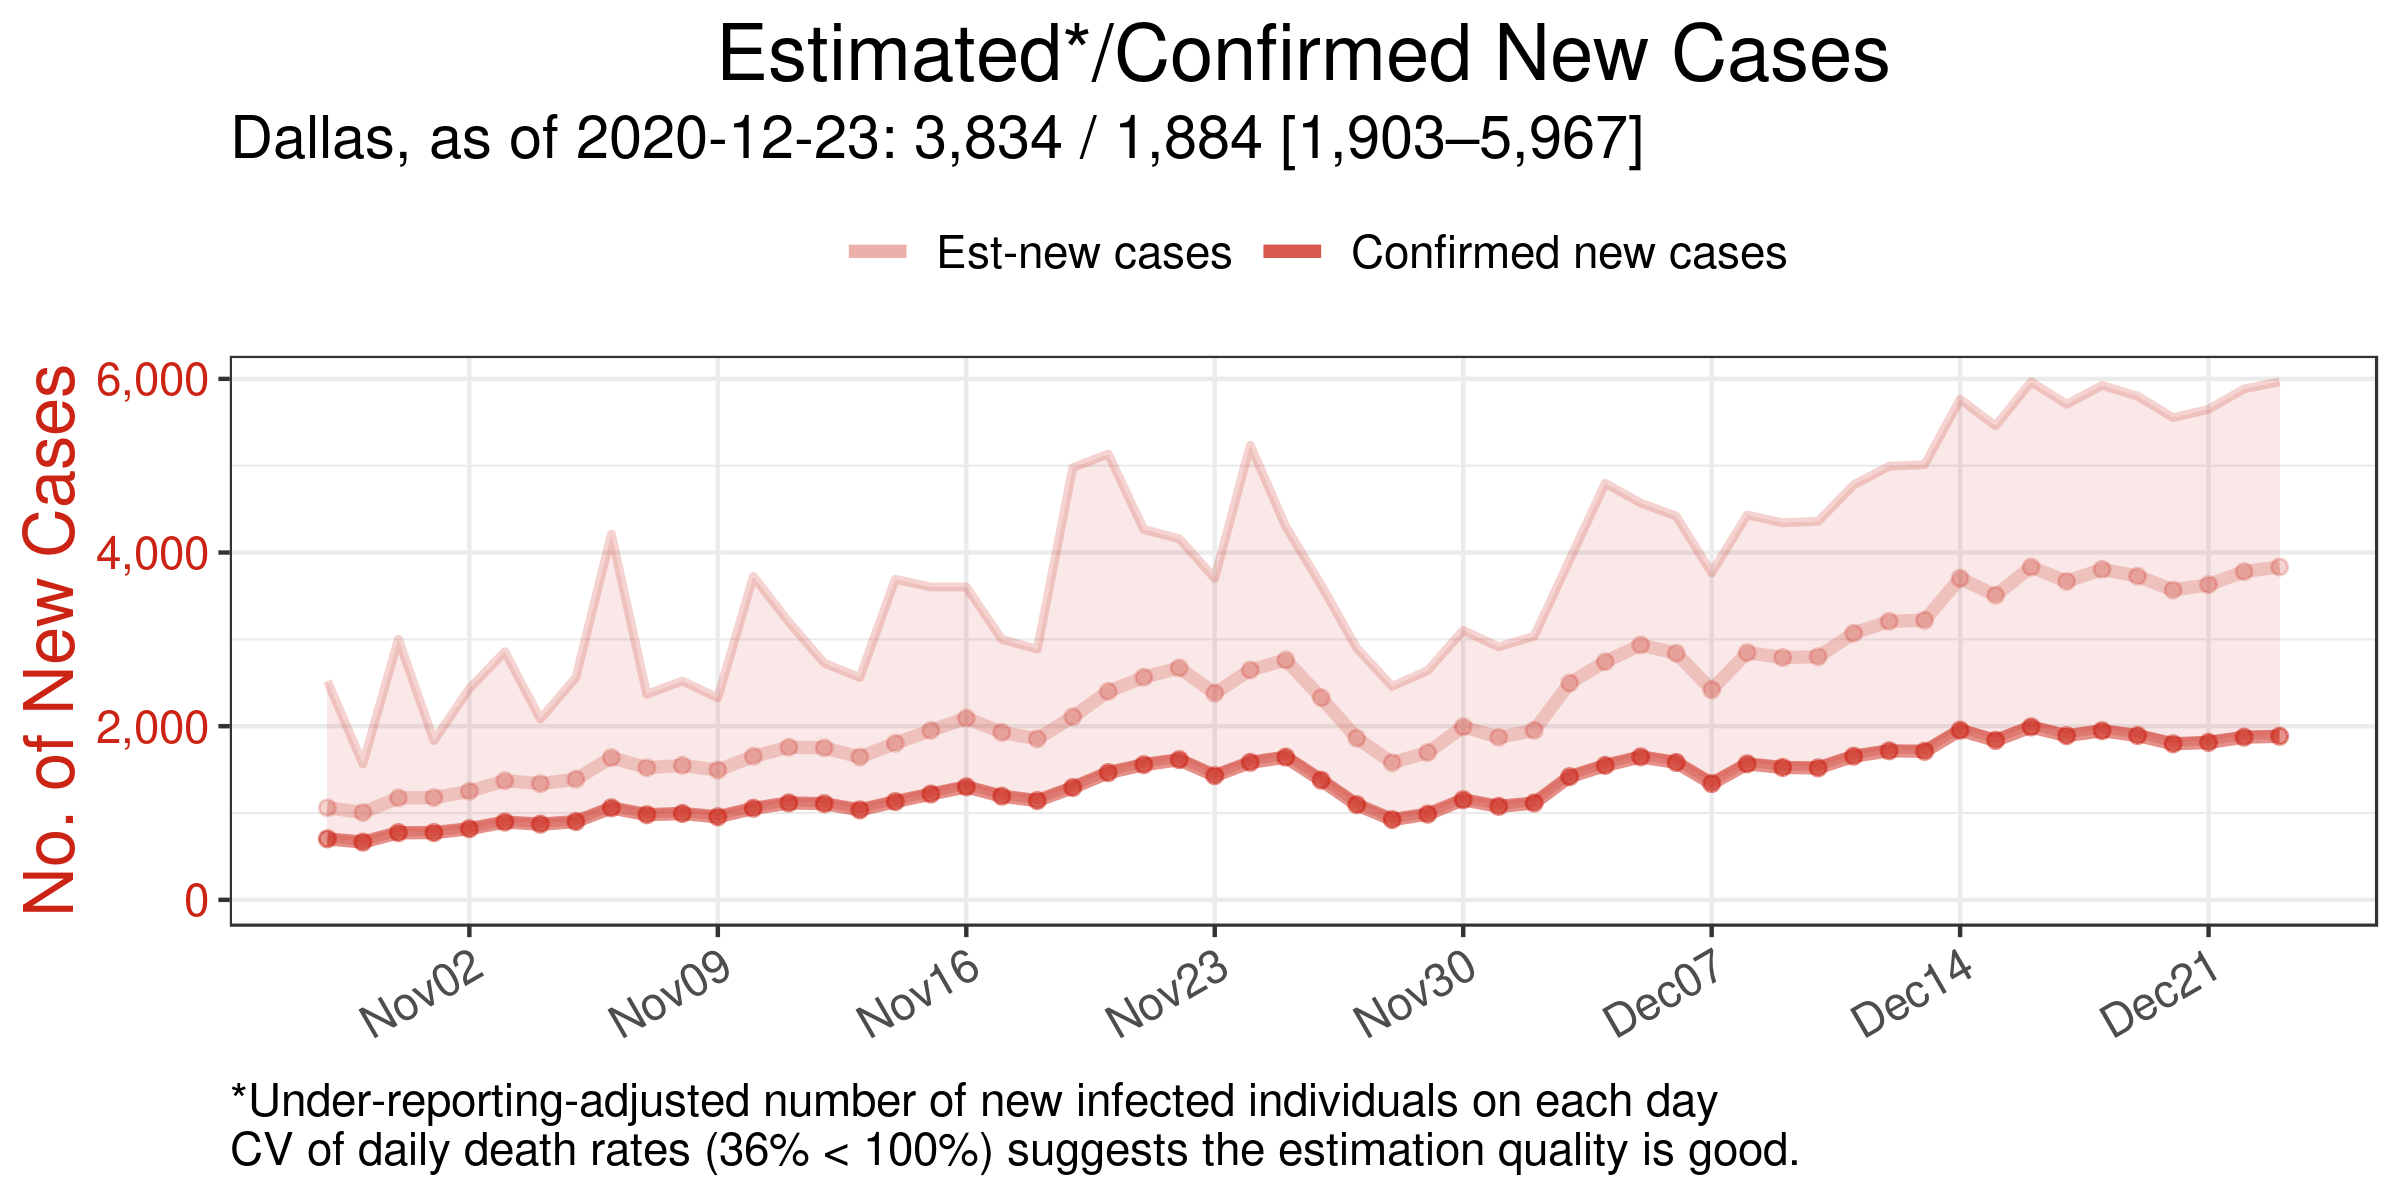 Estimated*/Confirmed New Cases
Dallas, as of 2020-12-23: 3,834 / 1,884 [1,903–5,967]
Est-new cases
Confirmed new cases
No. of New Cases
6,000
4,000
2,000
0
Nov02
Nov09
Nov16
Nov23
Nov30
Dec07
Dec14
Dec21
*Under-reporting-adjusted number of new infected individuals on each day
CV of daily death rates (36% < 100%) suggests the estimation quality is good.